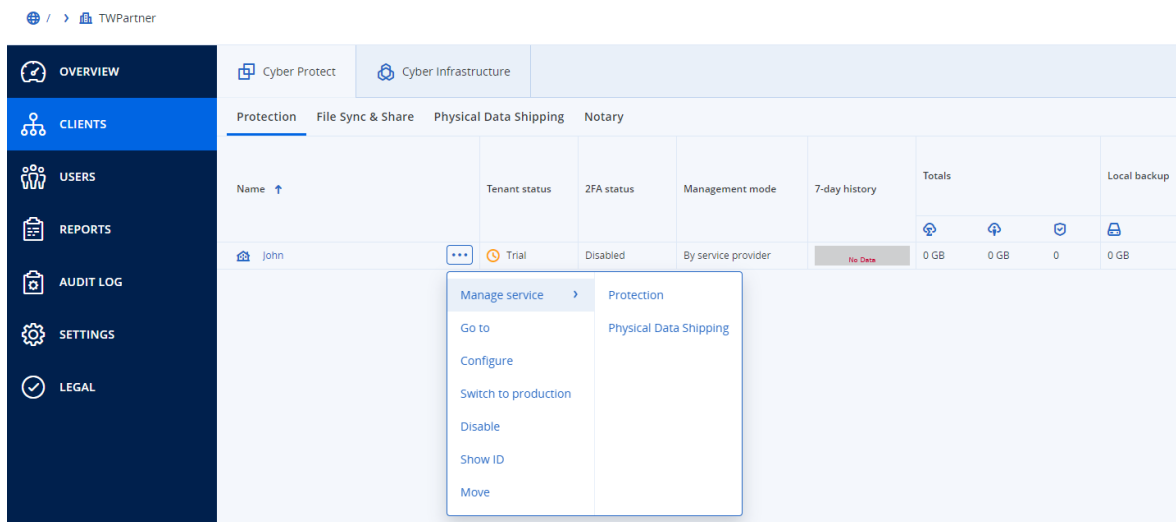 / > TWPartner
OVERVIEW
CLIENTS
USERS
REPORTS
AUDIT LOG
SETTINGS
LEGAL
Cyber Protect Cyber Infrastructure
Protection File Sync & Share Physical Data Shipping Notary
Name ↑ Tenant status 2FA status Management mode 7-day history Totals Local backup
John ••• Trial Disabled By service provider No Data 0 GB 0 GB 0 0 GB
Manage service > Protection
Go to Physical Data Shipping
Configure
Switch to production
Disable
Show ID
Move